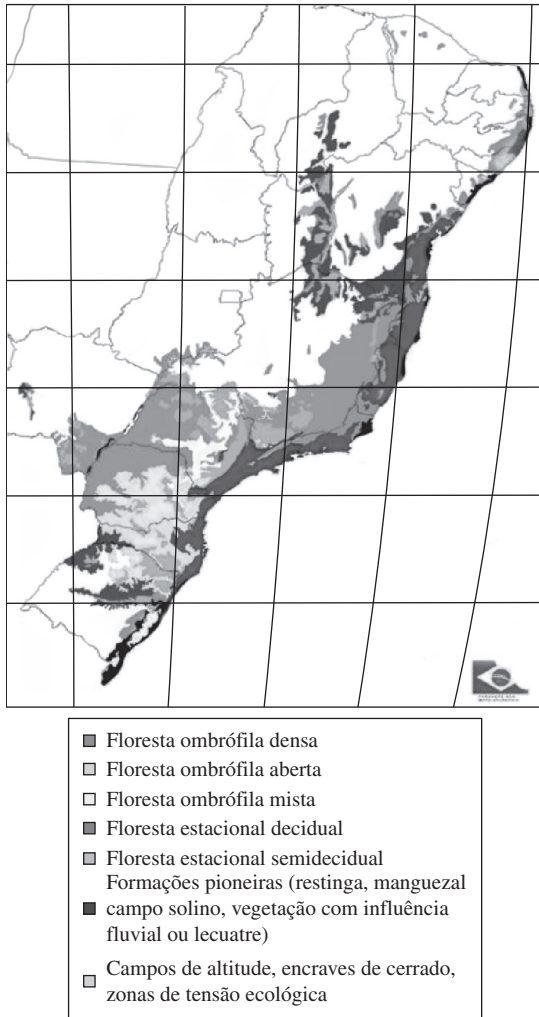 Floresta ombrófila densa
Floresta ombrófila aberta
Floresta ombrófila mista
Floresta estacional decidual
Floresta estacional semidecidual
Formações pioneiras (restinga, manguezal
campo solino, vegetação com influência
fluvial ou lecuatre)
Campos de altitude, encraves de cerrado,
zonas de tensão ecológica